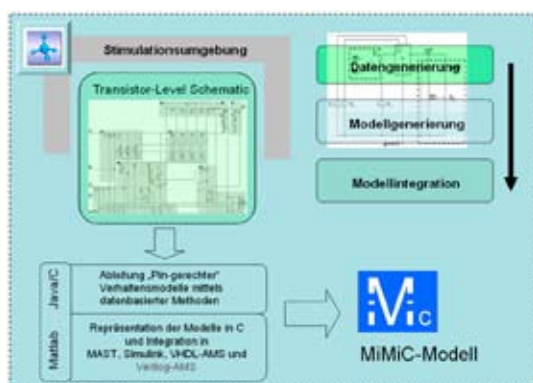 Stimulationsumgebung
Transistor-Level Schematic
Datengenerierung
Modellgenerierung
Modellintegration
Java/C
Ableitung „Pin-gerechter"
Verhaltensmodelle mittels
datenbasierter Methoden
Matlab
Repräsentation der Modelle in C
und Integration in
MAST, Simulink, VHDL-AMS und
Verilog-AMS
MiMiC
MiMiC-Modell